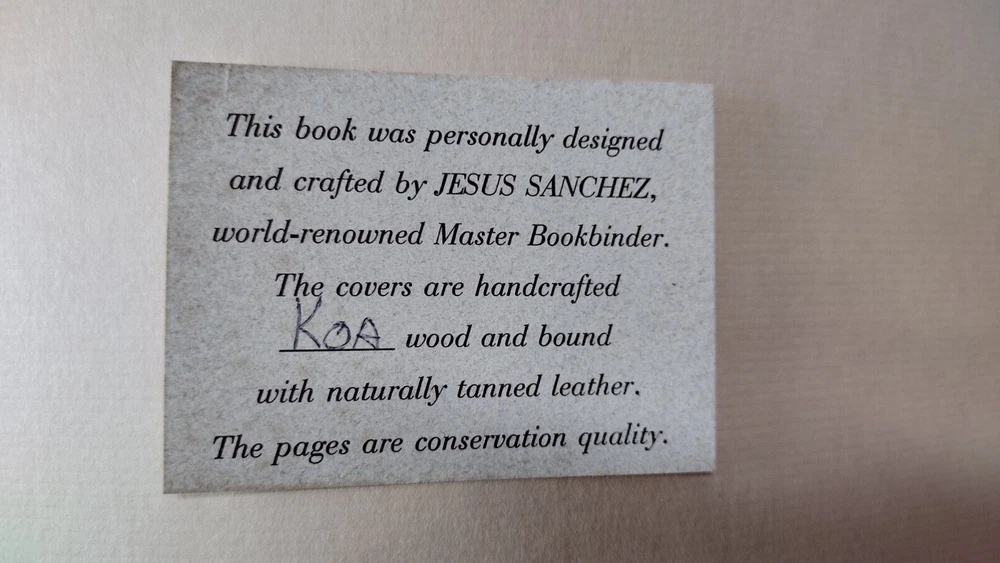 This book was personally designed
and crafted by JESUS SANCHEZ,
world-renowned Master Bookbinder.
The covers are handcrafted
KOA wood and bound
with naturally tanned leather.
The pages are conservation quality.